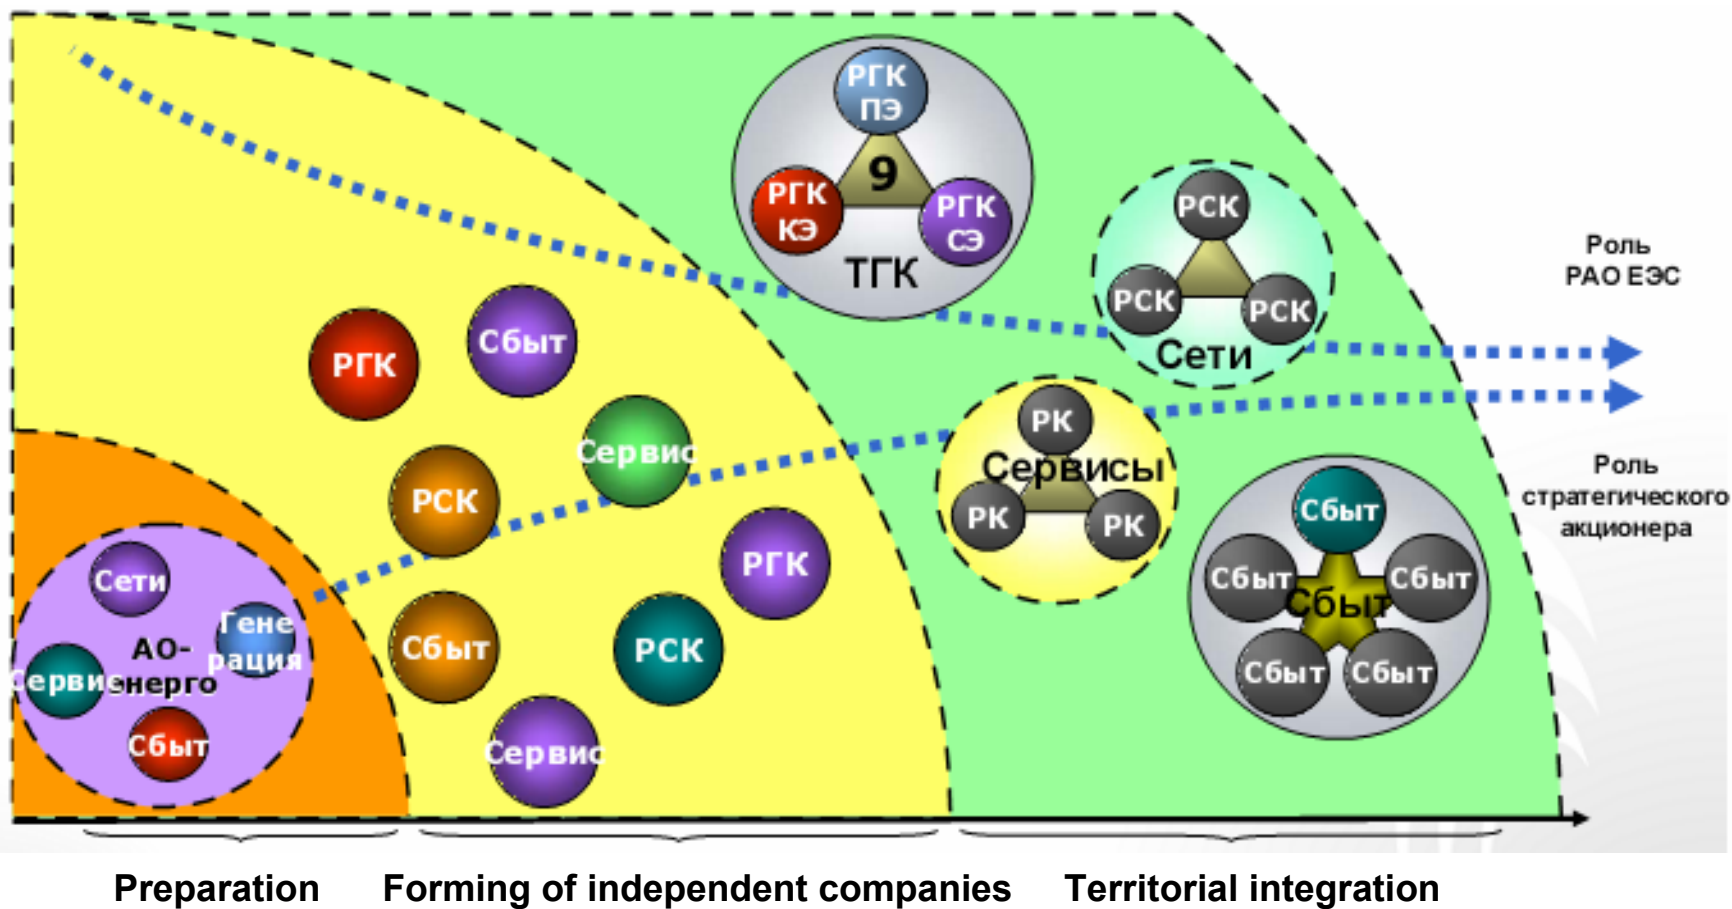 РГК
ПЭ
9
РГК
КЭ
РГК
СЭ
ТГК
РСК
РСК
РСК
Сети
Роль
РАО ЕЭС
РГК
Сбыт
Сервис
РСК
РГК
Сбыт
РСК
Сервис
РК
Сервисы
РК
РК
Роль
стратегического
акционера
Сбыт
Сбыт
Сбыт
Сбыт
Сбыт
Сбыт
Сети
Гене
рация
АО-
энерго
Сервис
Сбыт
Preparation
Forming of independent companies
Territorial integration